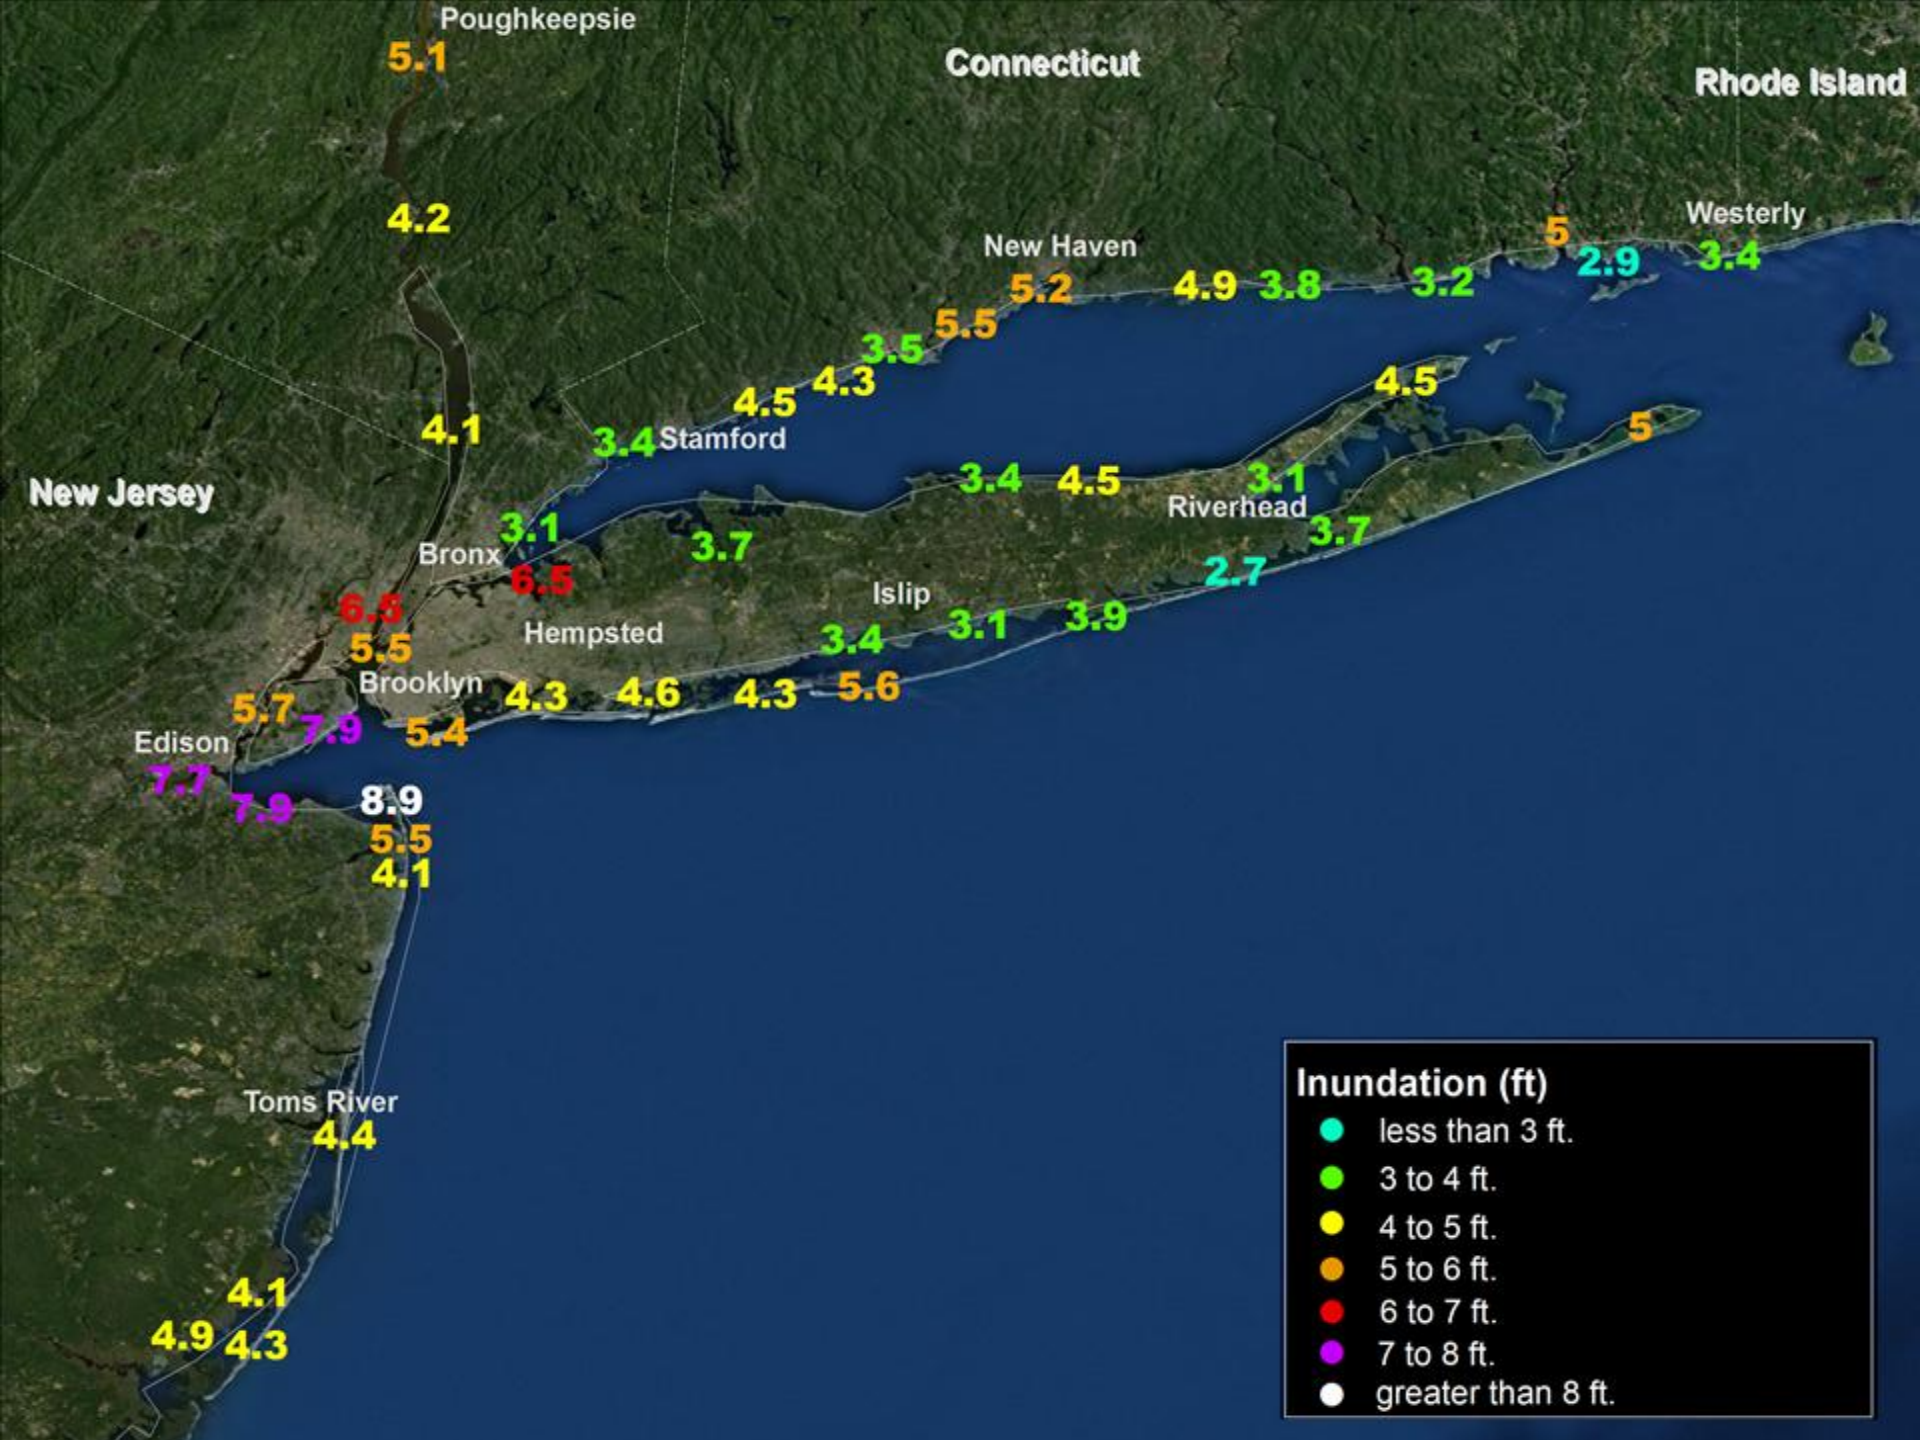 Poughkeepsie
5.1
Connecticut
Rhode Island
4.2
Westerly
5
New Haven
2.9
3.4
5.2
4.9
3.8
3.2
5.5
3.5
4.3
4.5
4.5
5
4.1
3.4
Stamford
New Jersey
3.4
4.5
3.1
Riverhead
3.1
3.7
Bronx
3.7
2.7
6.5
6.5
Islip
3.9
3.1
5.5
Hempsted
3.4
Brooklyn
4.3
4.6
4.3
5.6
5.7
7.9
5.4
Edison
7.7
7.9
8.9
5.5
4.1
Toms River
4.4
4.1
4.9
4.3
Inundation (ft)
less than 3 ft.
3 to 4 ft.
4 to 5 ft.
5 to 6 ft.
6 to 7 ft.
7 to 8 ft.
greater than 8 ft.